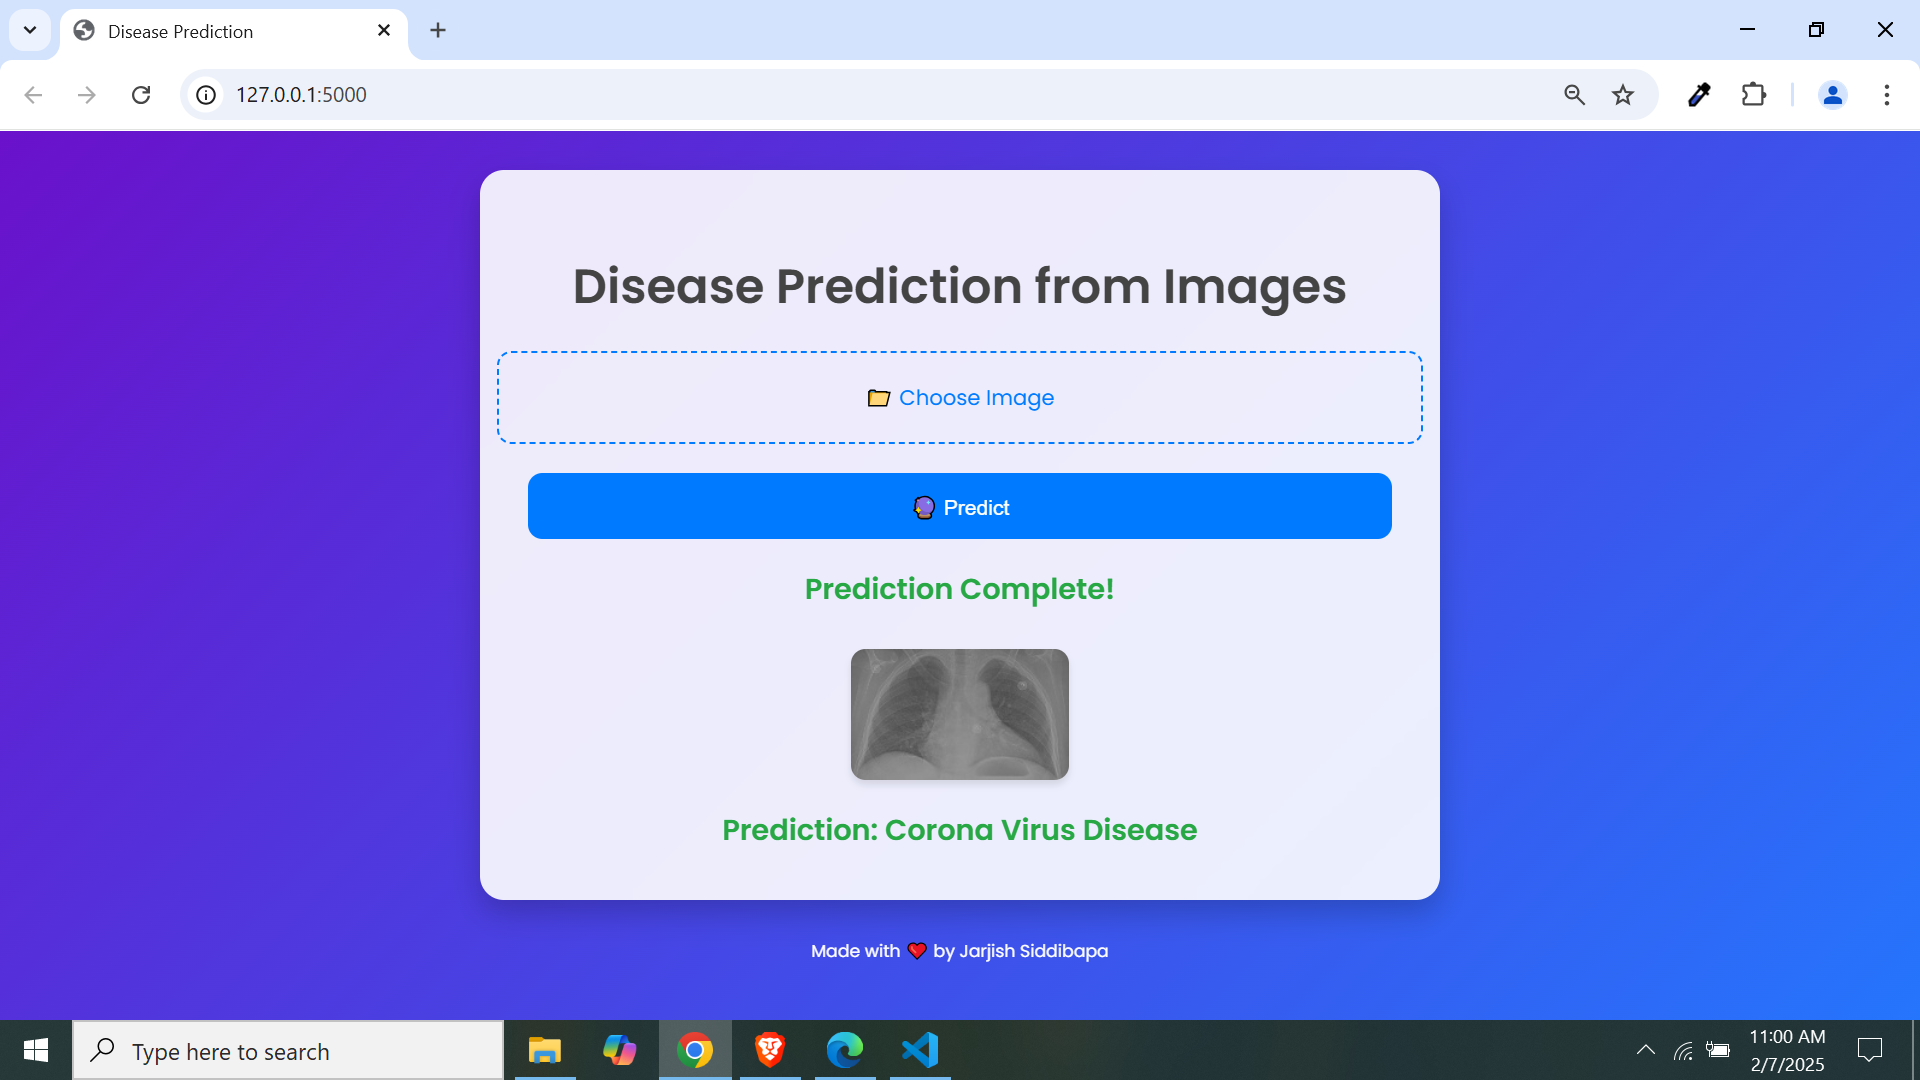 Disease Prediction
127.0.0.1:5000
Disease Prediction from Images
Choose Image
Predict
Prediction Complete!
Prediction: Corona Virus Disease
Made with ❤️ by Jarjish Siddibapa
Type here to search
11:00 AM
2/7/2025